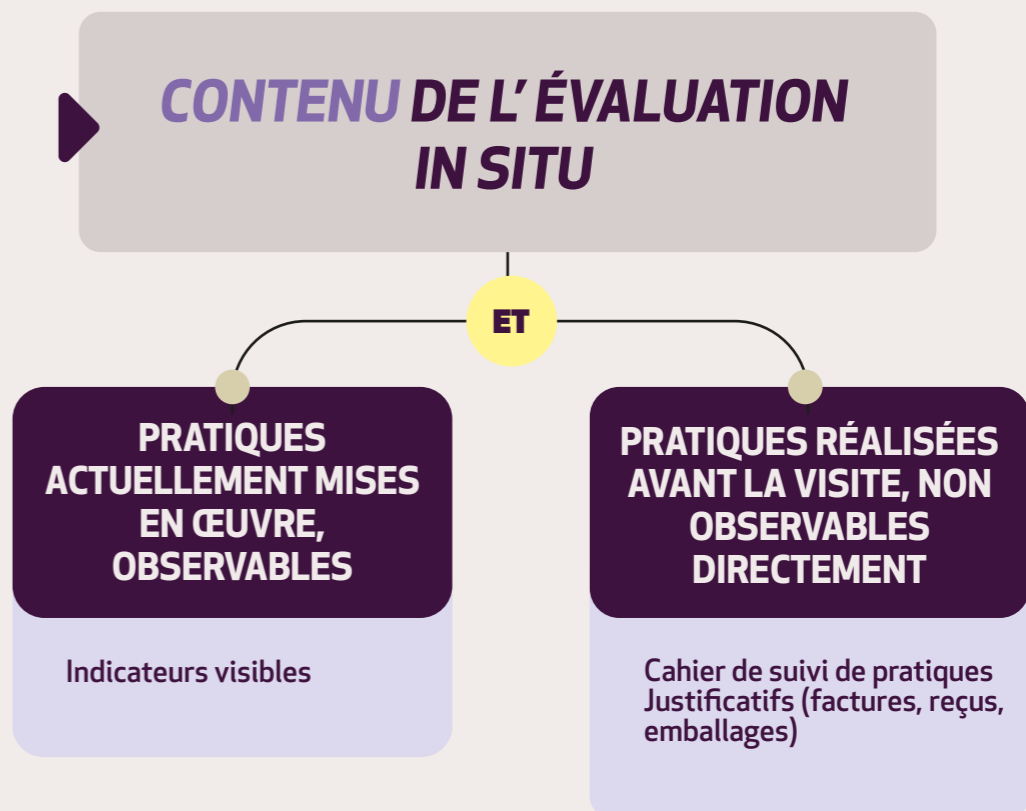 CONTENU DE L’ ÉVALUATION
IN SITU
ET
PRATIQUES
ACTUELLEMENT MISES
EN ŒUVRE,
OBSERVABLES
Indicateurs visibles
PRATIQUES RÉALISÉES
AVANT LA VISITE, NON
OBSERVABLES
DIRECTEMENT
Cahier de suivi de pratiques
Justificatifs (factures, reçus,
emballages)